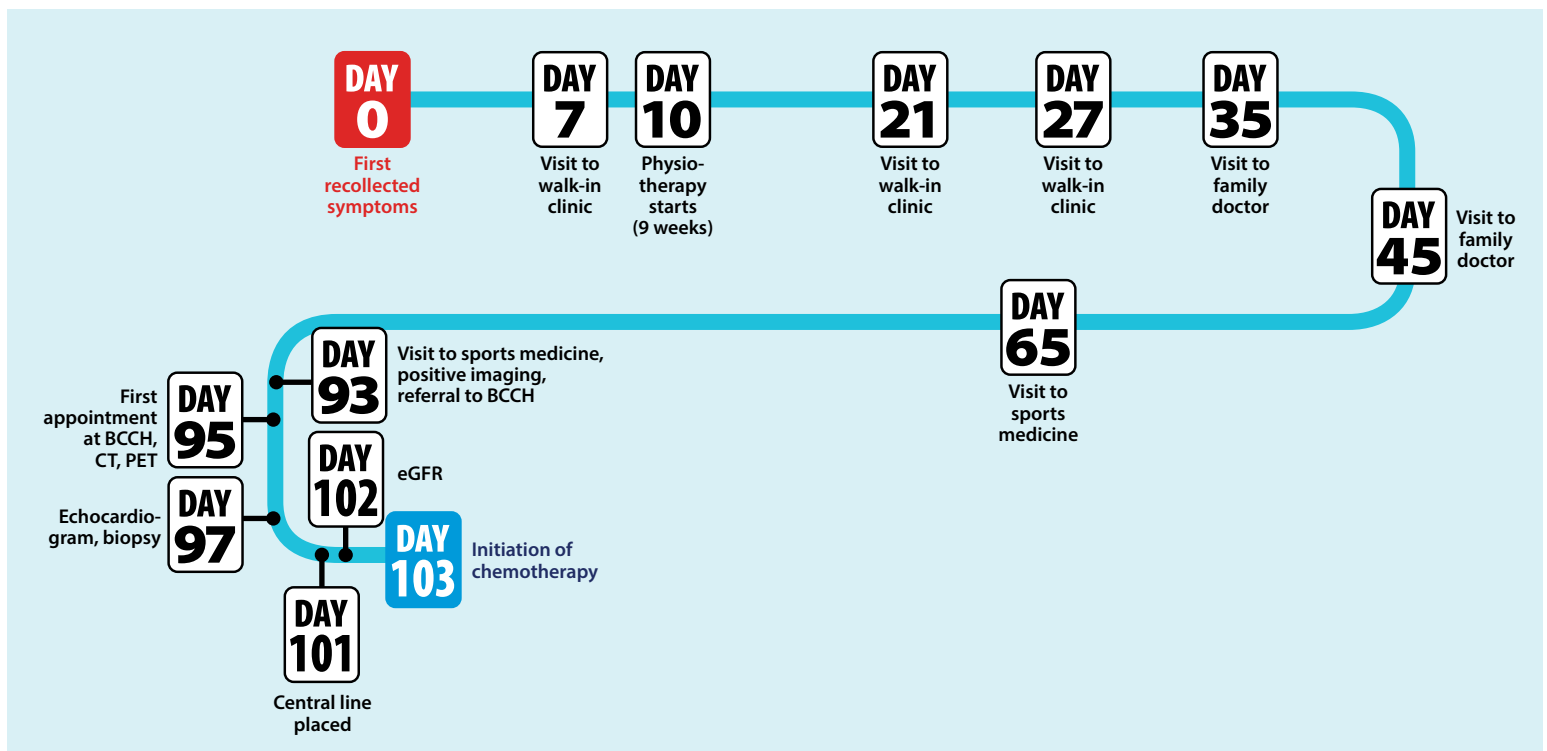 DAY
0
First
recollected
symptoms
DAY
7
Visit to
walk-in
clinic
DAY
10
Physio-
therapy
starts
(9 weeks)
DAY
21
Visit to
walk-in
clinic
DAY
27
Visit to
walk-in
clinic
DAY
35
Visit to
family
doctor
DAY
45
Visit to
family
doctor
DAY
65
Visit to
sports
medicine
DAY
93
Visit to sports medicine,
positive imaging,
referral to BCCH
DAY
95
First
appointment
at BCCH,
CT, PET
DAY
97
Echocardio-
gram, biopsy
DAY
101
Central line
placed
DAY
102
eGFR
DAY
103
Initiation of
chemotherapy